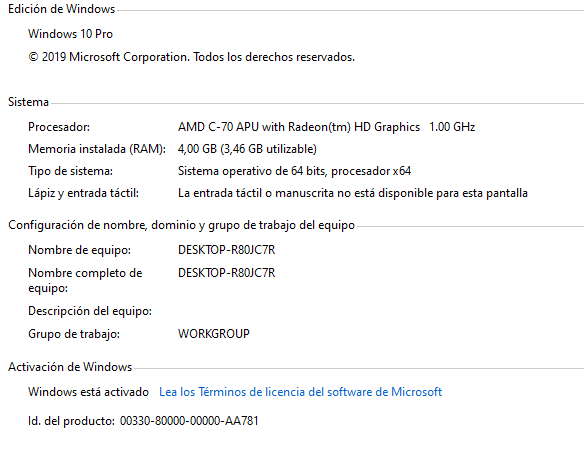 Edición de Windows
Windows 10 Pro
© 2019 Microsoft Corporation. Todos los derechos reservados.
Sistema
Procesador: AMD C-70 APU with Radeon(tm) HD Graphics 1.00 GHz
Memoria instalada (RAM): 4,00 GB (3,46 GB utilizable)
Tipo de sistema: Sistema operativo de 64 bits, procesador x64
Lápiz y entrada táctil: La entrada táctil o manuscrita no está disponible para esta pantalla
Configuración de nombre, dominio y grupo de trabajo del equipo
Nombre de equipo: DESKTOP-R80JC7R
Nombre completo de DESKTOP-R80JC7R
equipo:
Descripción del equipo:
Grupo de trabajo: WORKGROUP
Activación de Windows
Windows está activado Lea los Términos de licencia del software de Microsoft
Id. del producto: 00330-80000-00000-AA781